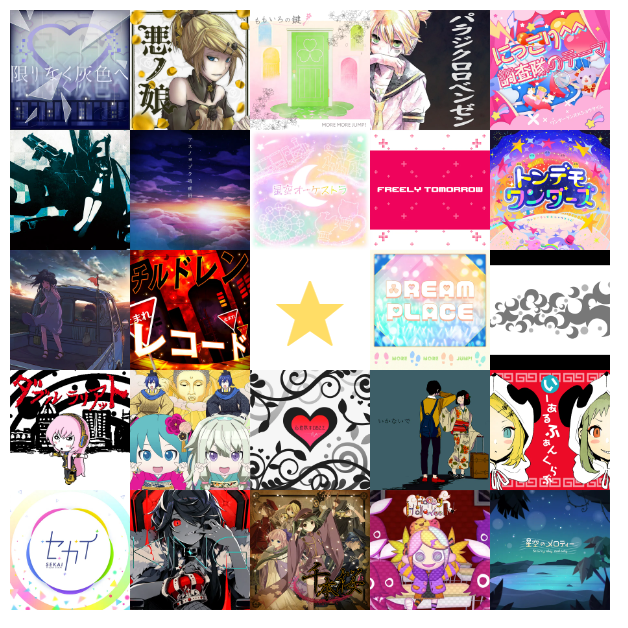 限りなく灰色へ
悪ノ娘
ももいろの鍵
MORE MORE JUMP!
パラジクロロベンゼン
にっこり^^
調査隊のテーマ
星空オーケストラ
FREELY TOMORROW
トンデモ
ワンダーズ
チルドレン
レコード
DREAM
PLACE
ダブルラリアット
いかないで
いーあるふぁんくらぶ
セカイ
SEKAI
千本桜
星空のメロディー